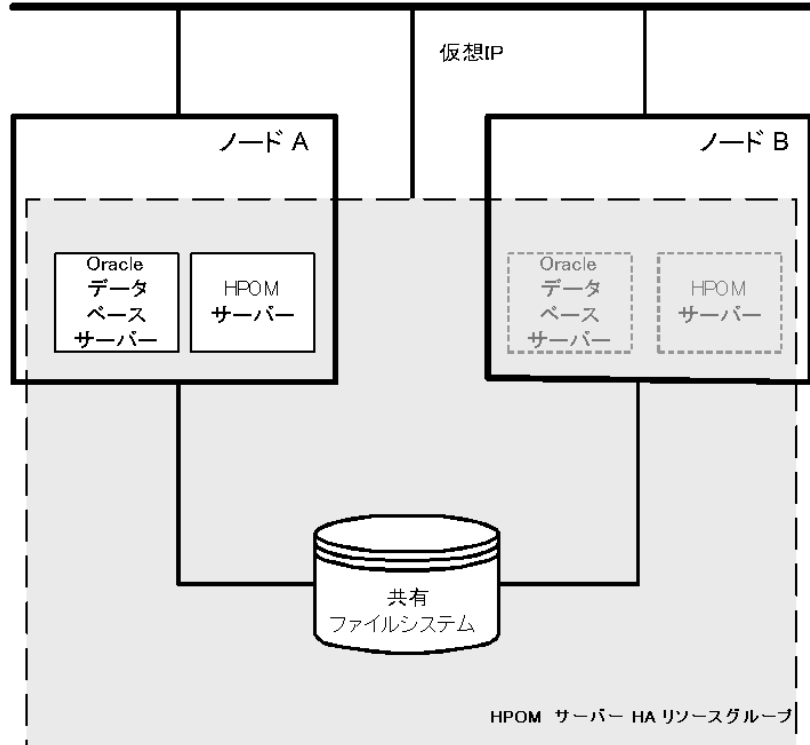 仮想IP
ノード A
ノード B
Oracle
データ
ベース
サーバー
HPOM
サーバー
Oracle
データ
ベース
サーバー
HPOM
サーバー
共有
ファイルシステム
HPOM サーバー HA リソースグループ